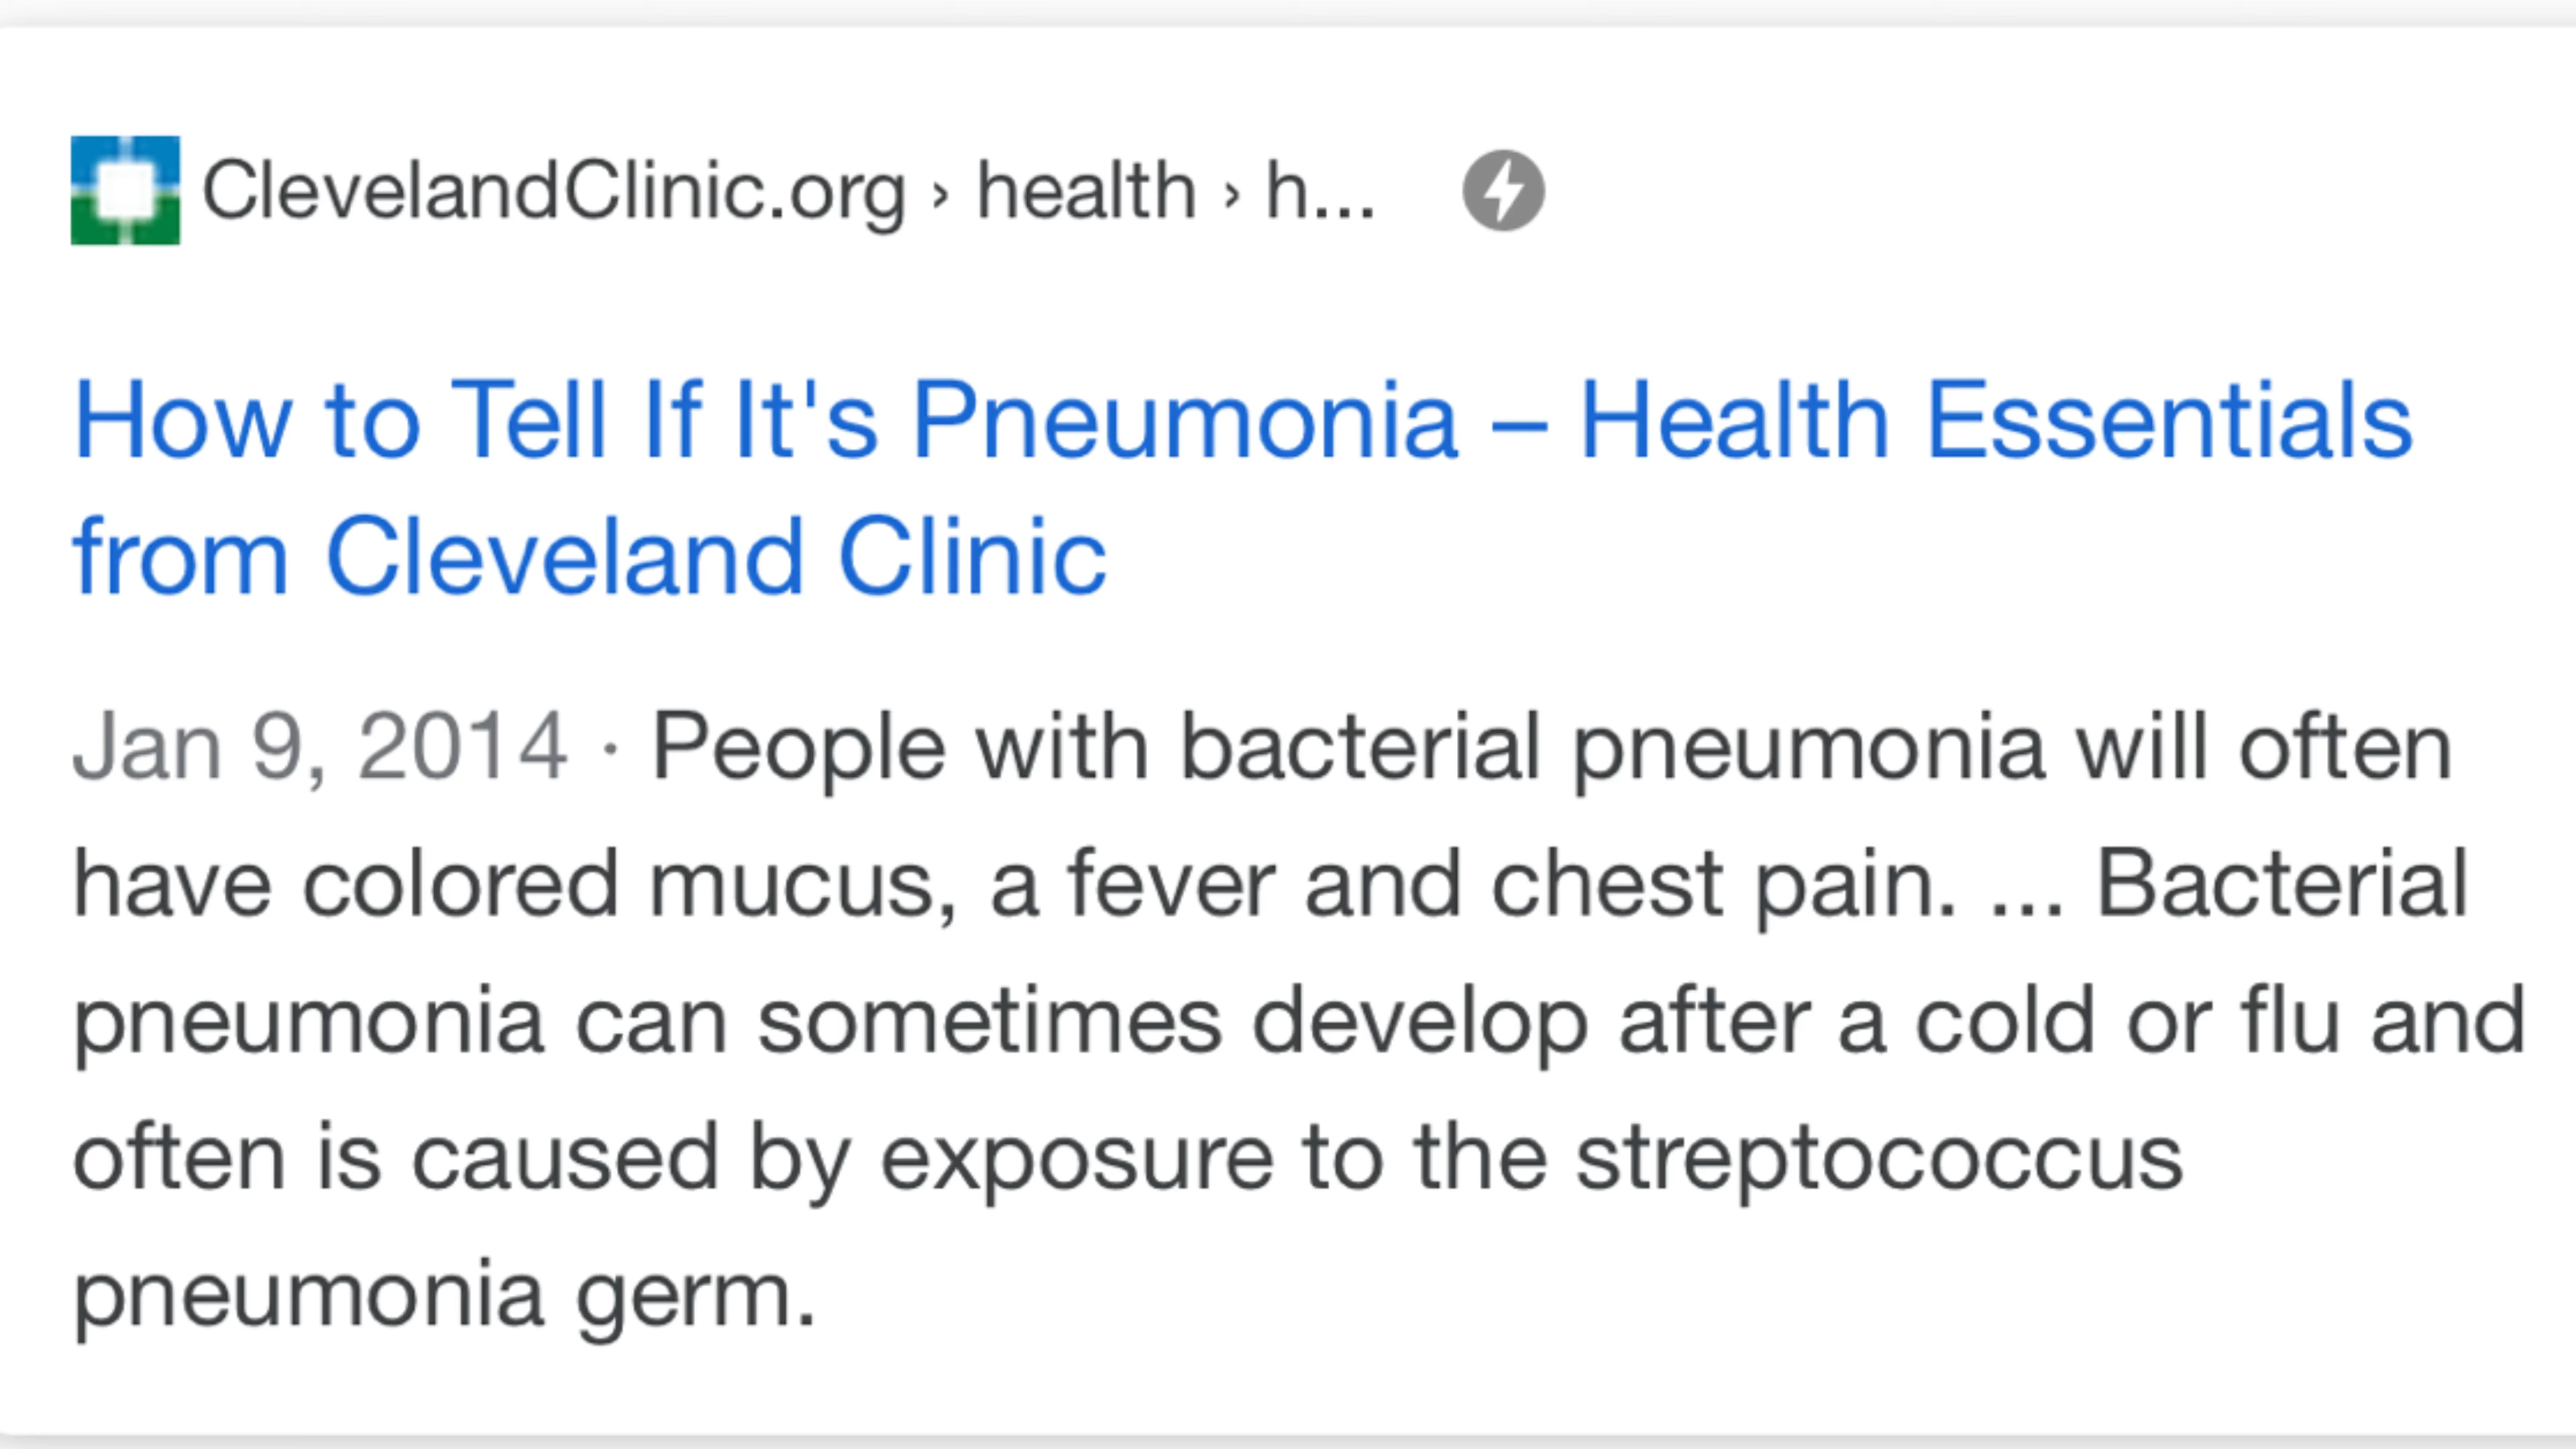 ClevelandClinic.org › health › h...
How to Tell If It's Pneumonia – Health Essentials
from Cleveland Clinic
Jan 9, 2014 · People with bacterial pneumonia will often
have colored mucus, a fever and chest pain. ... Bacterial
pneumonia can sometimes develop after a cold or flu and
often is caused by exposure to the streptococcus
pneumonia germ.